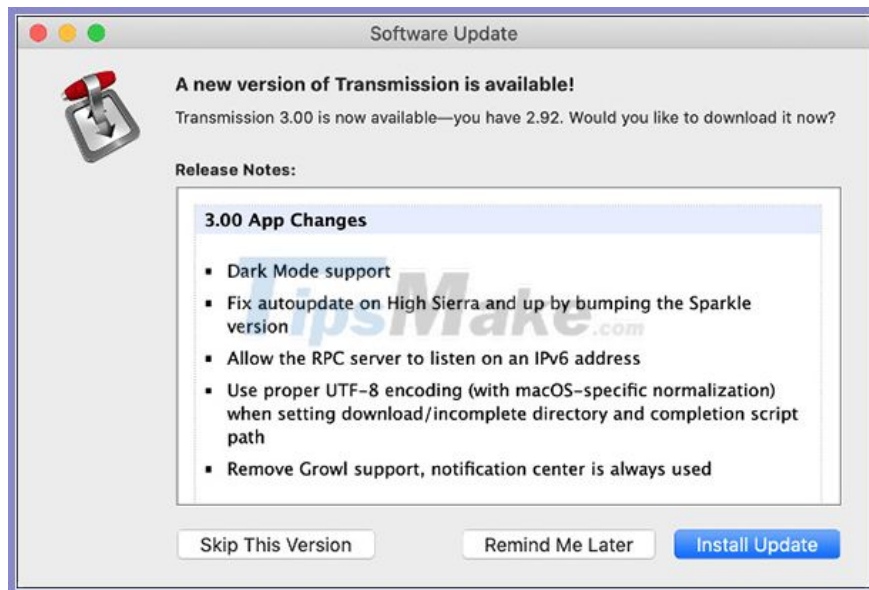 Software Update
A new version of Transmission is available!
Transmission 3.00 is now available—you have 2.92. Would you like to download it now?
Release Notes:
3.00 App Changes
▪ Dark Mode support
▪ Fix autoupdate on High Sierra and up by bumping the Sparkle
version
▪ Allow the RPC server to listen on an IPv6 address
▪ Use proper UTF-8 encoding (with macOS-specific normalization)
when setting download/incomplete directory and completion script
path
▪ Remove Growl support, notification center is always used
TipsMake.com
Skip This Version
Remind Me Later
Install Update